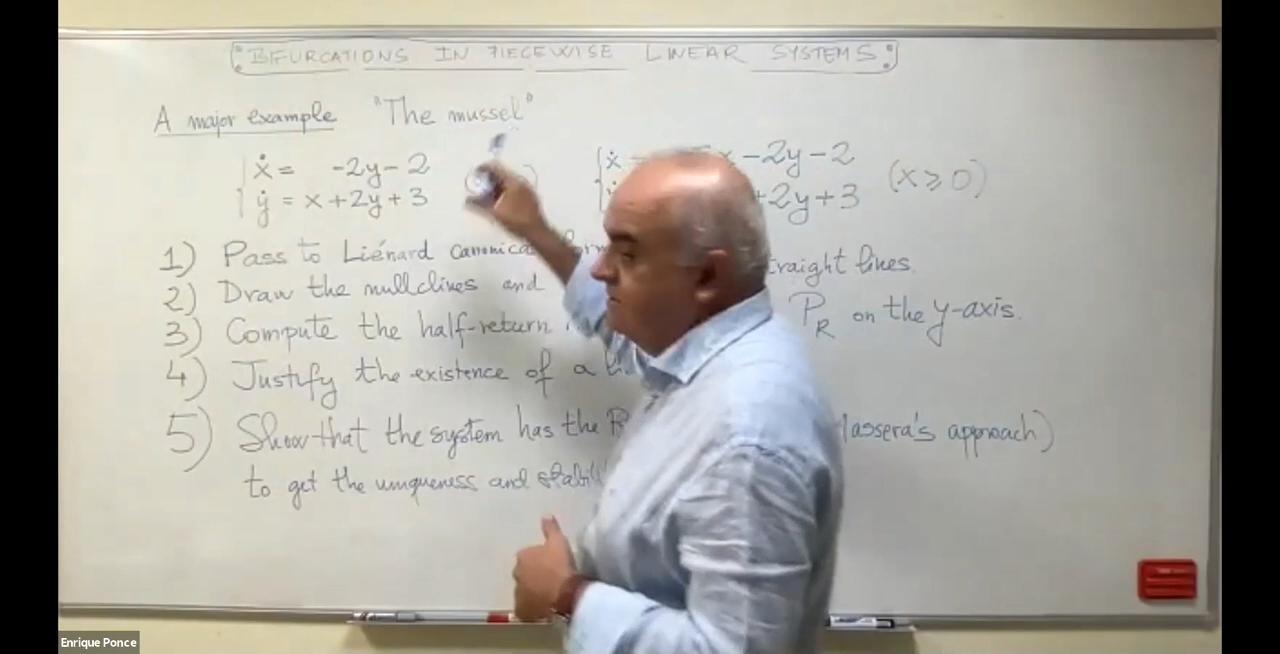 BIFURCATIONS IN PIECEWISE LINEAR SYSTEMS
A major example "The mussel"
ẋ = -2y-2
ẏ = x+2y+3
ẋ -2y-2
+2y+3 (x ≥ 0)
1) Pass to Liénard canonical form
2) Draw the nullclines and straight lines.
3) Compute the half-return P_R on the y-axis.
4) Justify the existence of a
5) Show that the system has the Massera's approach)
to get the uniqueness and
Enrique Ponce